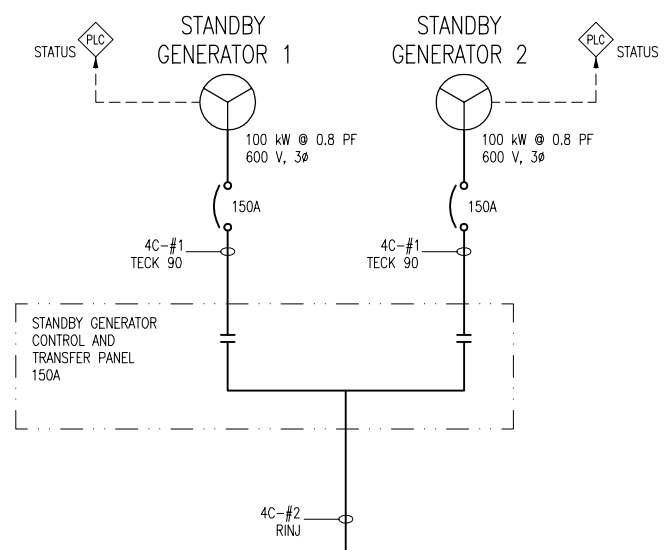 STANDBY
GENERATOR 1
PLC
STATUS
100 kW @ 0.8 PF
600 V, 3ø
150A
4C-#1
TECK 90
STANDBY
GENERATOR 2
PLC
STATUS
100 kW @ 0.8 PF
600 V, 3ø
150A
4C-#1
TECK 90
STANDBY GENERATOR
CONTROL AND
TRANSFER PANEL
150A
4C-#2
RINJ